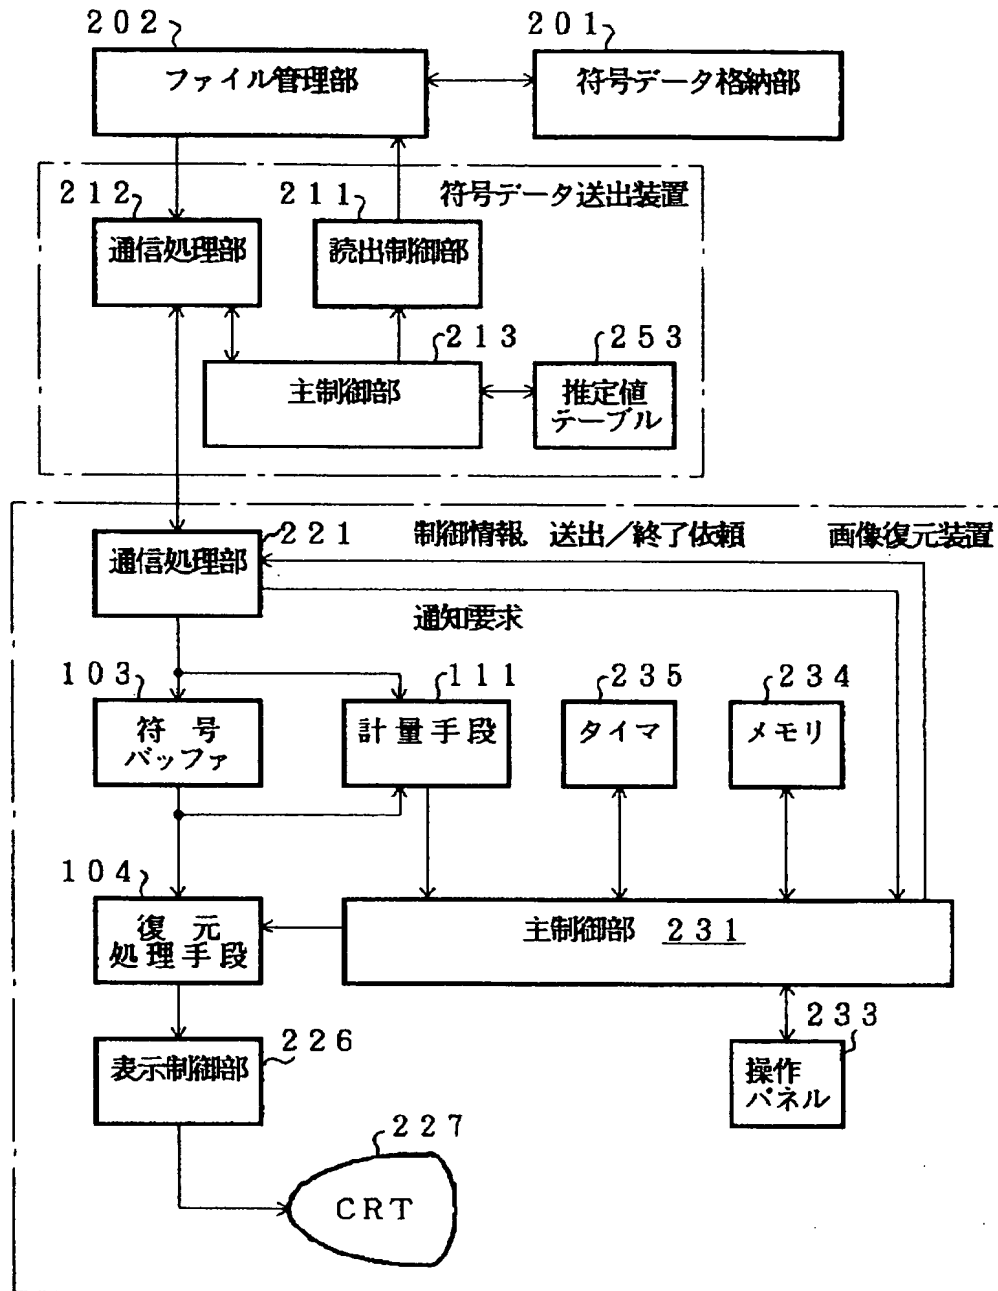 202
201
ファイル管理部
符号データ格納部
212
211
符号データ送出装置
通信処理部
読出制御部
213
253
主制御部
推定値
テーブル
221
制御情報. 送出/終了依頼
画像復元装置
通信処理部
通知要求
103
111
235
234
符号
バッファ
計量手段
タイマ
メモリ
104
復元
処理手段
主制御部 231
226
233
表示制御部
操作
パネル
227
CRT